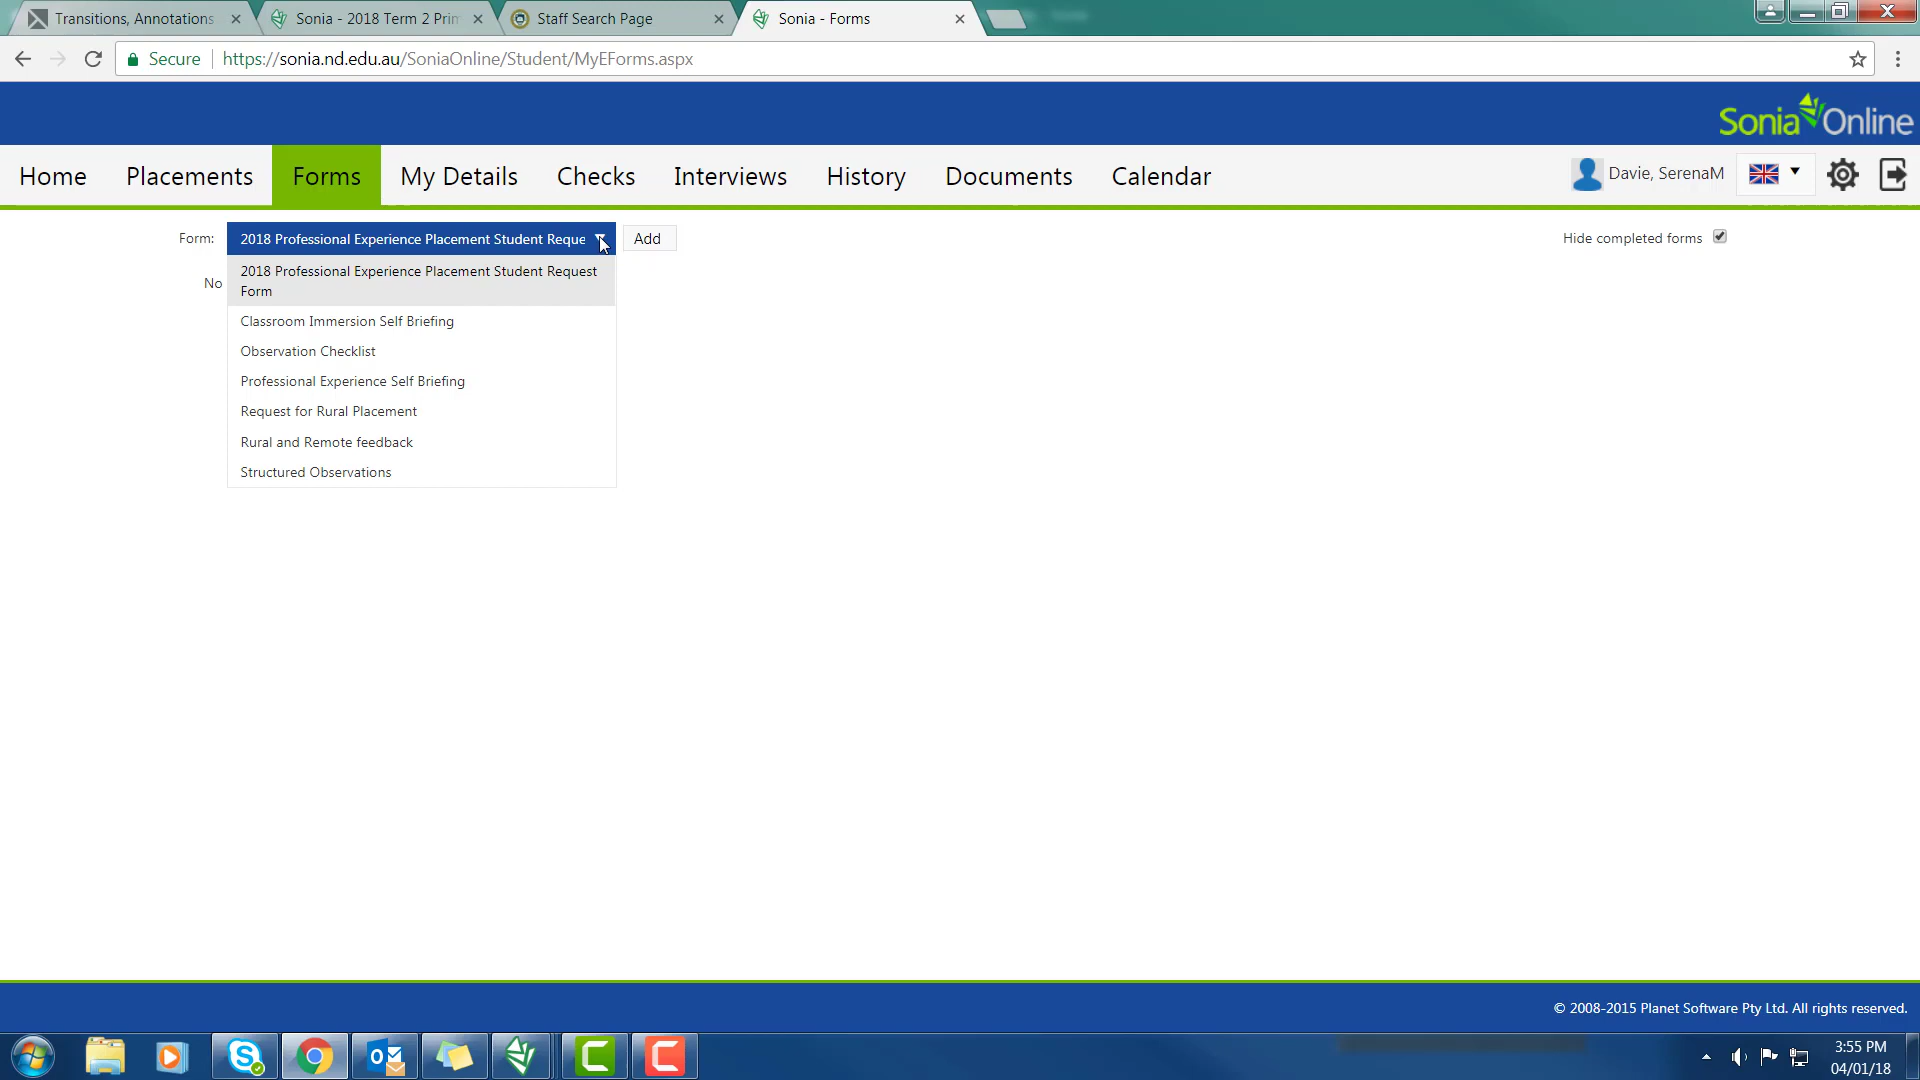 Transitions, Annotations
Sonia - 2018 Term 2 Prin
Staff Search Page
Sonia - Forms
Secure
https://sonia.nd.edu.au/SoniaOnline/Student/MyEForms.aspx
Sonia Online
Home Placements Forms My Details Checks Interviews History Documents Calendar
Davie, SerenaM
Form: 2018 Professional Experience Placement Student Reque Add
Hide completed forms
No
2018 Professional Experience Placement Student Request
Form
Classroom Immersion Self Briefing
Observation Checklist
Professional Experience Self Briefing
Request for Rural Placement
Rural and Remote feedback
Structured Observations
© 2008-2015 Planet Software Pty Ltd. All rights reserved.
3:55 PM
04/01/18